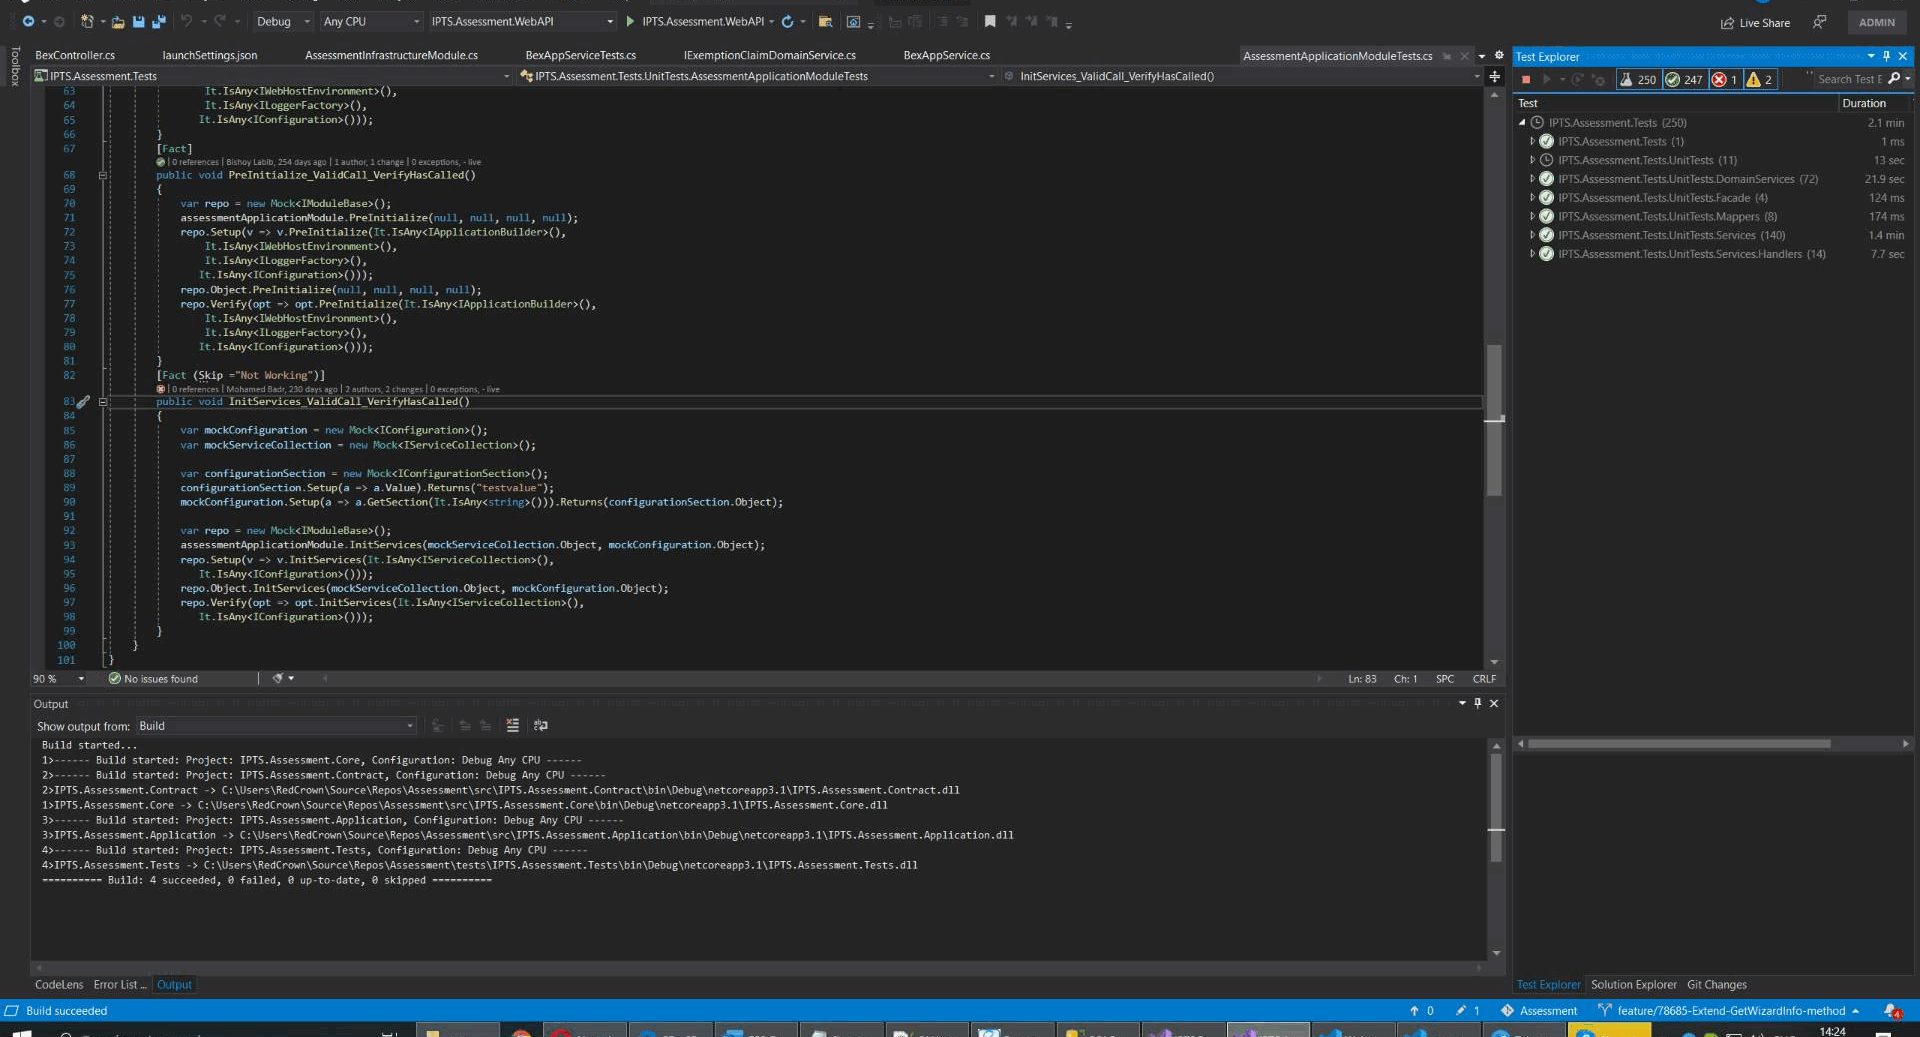 Debug Any CPU IPTS.Assessment.WebAPI IPTS.Assessment.WebAPI Live Share ADMIN
BexController.cs launchSettings.json AssessmentInfrastructureModule.cs BexAppServiceTests.cs IExemptionClaimDomainService.cs BexAppService.cs AssessmentApplicationModuleTests.cs
Toolbox
IPTS.Assessment.Tests IPTS.Assessment.Tests.UnitTests.AssessmentApplicationModuleTests InitServices_ValidCall_VerifyHasCalled()
63 It.IsAny<IWebHostEnvironment>(),
64 It.IsAny<ILoggerFactory>(),
65 It.IsAny<IConfiguration>()));
66 }
67 [Fact]
0 references | Bishoy Labib, 254 days ago | 1 author, 1 change | 0 exceptions, - live
68 public void PreInitialize_ValidCall_VerifyHasCalled()
69 {
70 var repo = new Mock<IModuleBase>();
71 assessmentApplicationModule.PreInitialize(null, null, null, null);
72 repo.Setup(v => v.PreInitialize(It.IsAny<IApplicationBuilder>(),
73 It.IsAny<IWebHostEnvironment>(),
74 It.IsAny<ILoggerFactory>(),
75 It.IsAny<IConfiguration>()));
76 repo.Object.PreInitialize(null, null, null, null);
77 repo.Verify(opt => opt.PreInitialize(It.IsAny<IApplicationBuilder>(),
78 It.IsAny<IWebHostEnvironment>(),
79 It.IsAny<ILoggerFactory>(),
80 It.IsAny<IConfiguration>()));
81 }
82 [Fact (Skip ="Not Working")]
0 references | Mohamed Badr, 230 days ago | 2 authors, 2 changes | 0 exceptions, - live
83 public void InitServices_ValidCall_VerifyHasCalled()
84 {
85 var mockConfiguration = new Mock<IConfiguration>();
86 var mockServiceCollection = new Mock<IServiceCollection>();
87
88 var configurationSection = new Mock<IConfigurationSection>();
89 configurationSection.Setup(a => a.Value).Returns("testvalue");
90 mockConfiguration.Setup(a => a.GetSection(It.IsAny<string>())).Returns(configurationSection.Object);
91
92 var repo = new Mock<IModuleBase>();
93 assessmentApplicationModule.InitServices(mockServiceCollection.Object, mockConfiguration.Object);
94 repo.Setup(v => v.InitServices(It.IsAny<IServiceCollection>(),
95 It.IsAny<IConfiguration>()));
96 repo.Object.InitServices(mockServiceCollection.Object, mockConfiguration.Object);
97 repo.Verify(opt => opt.InitServices(It.IsAny<IServiceCollection>(),
98 It.IsAny<IConfiguration>()));
99 }
100 }
101 }
90 % No issues found Ln: 83 Ch: 1 SPC CRLF
Output
Show output from: Build
Build started...
1>------ Build started: Project: IPTS.Assessment.Core, Configuration: Debug Any CPU ------
2>------ Build started: Project: IPTS.Assessment.Contract, Configuration: Debug Any CPU ------
2>IPTS.Assessment.Contract -> C:\Users\RedCrown\Source\Repos\Assessment\src\IPTS.Assessment.Contract\bin\Debug\netcoreapp3.1\IPTS.Assessment.Contract.dll
1>IPTS.Assessment.Core -> C:\Users\RedCrown\Source\Repos\Assessment\src\IPTS.Assessment.Core\bin\Debug\netcoreapp3.1\IPTS.Assessment.Core.dll
3>------ Build started: Project: IPTS.Assessment.Application, Configuration: Debug Any CPU ------
3>IPTS.Assessment.Application -> C:\Users\RedCrown\Source\Repos\Assessment\src\IPTS.Assessment.Application\bin\Debug\netcoreapp3.1\IPTS.Assessment.Application.dll
4>------ Build started: Project: IPTS.Assessment.Tests, Configuration: Debug Any CPU ------
4>IPTS.Assessment.Tests -> C:\Users\RedCrown\Source\Repos\Assessment\tests\IPTS.Assessment.Tests\bin\Debug\netcoreapp3.1\IPTS.Assessment.Tests.dll
========== Build: 4 succeeded, 0 failed, 0 up-to-date, 0 skipped ==========
CodeLens Error List ... Output
Test Explorer
250 247 1 2 Search Test E
Test Duration
IPTS.Assessment.Tests (250) 2.1 min
IPTS.Assessment.Tests (1) 1 ms
IPTS.Assessment.Tests.UnitTests (11) 13 sec
IPTS.Assessment.Tests.UnitTests.DomainServices (72) 21.9 sec
IPTS.Assessment.Tests.UnitTests.Facade (4) 124 ms
IPTS.Assessment.Tests.UnitTests.Mappers (8) 174 ms
IPTS.Assessment.Tests.UnitTests.Services (140) 1.4 min
IPTS.Assessment.Tests.UnitTests.Services.Handlers (14) 7.7 sec
Test Explorer Solution Explorer Git Changes
Build succeeded 0 1 Assessment feature/78685-Extend-GetWizardInfo-method 4
14:24